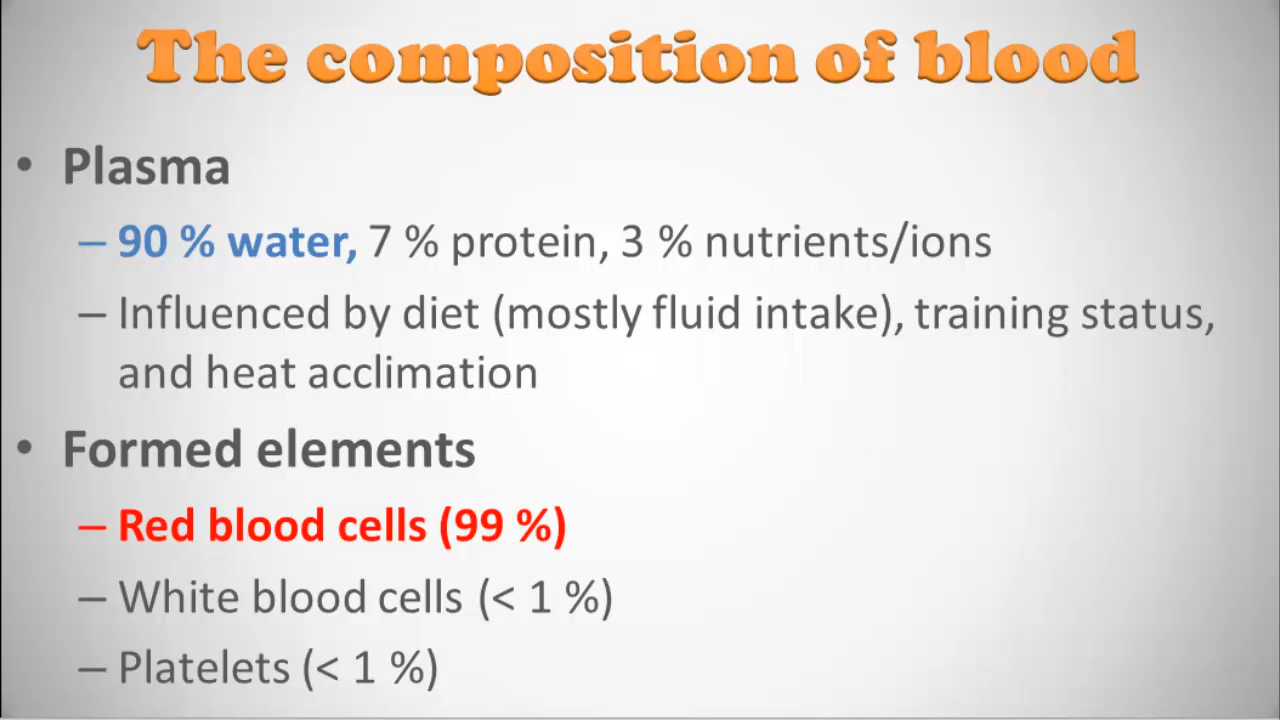 The composition of blood
• Plasma
– 90 % water, 7 % protein, 3 % nutrients/ions
– Influenced by diet (mostly fluid intake), training status,
and heat acclimation
• Formed elements
– Red blood cells (99 %)
– White blood cells (< 1 %)
– Platelets (< 1 %)